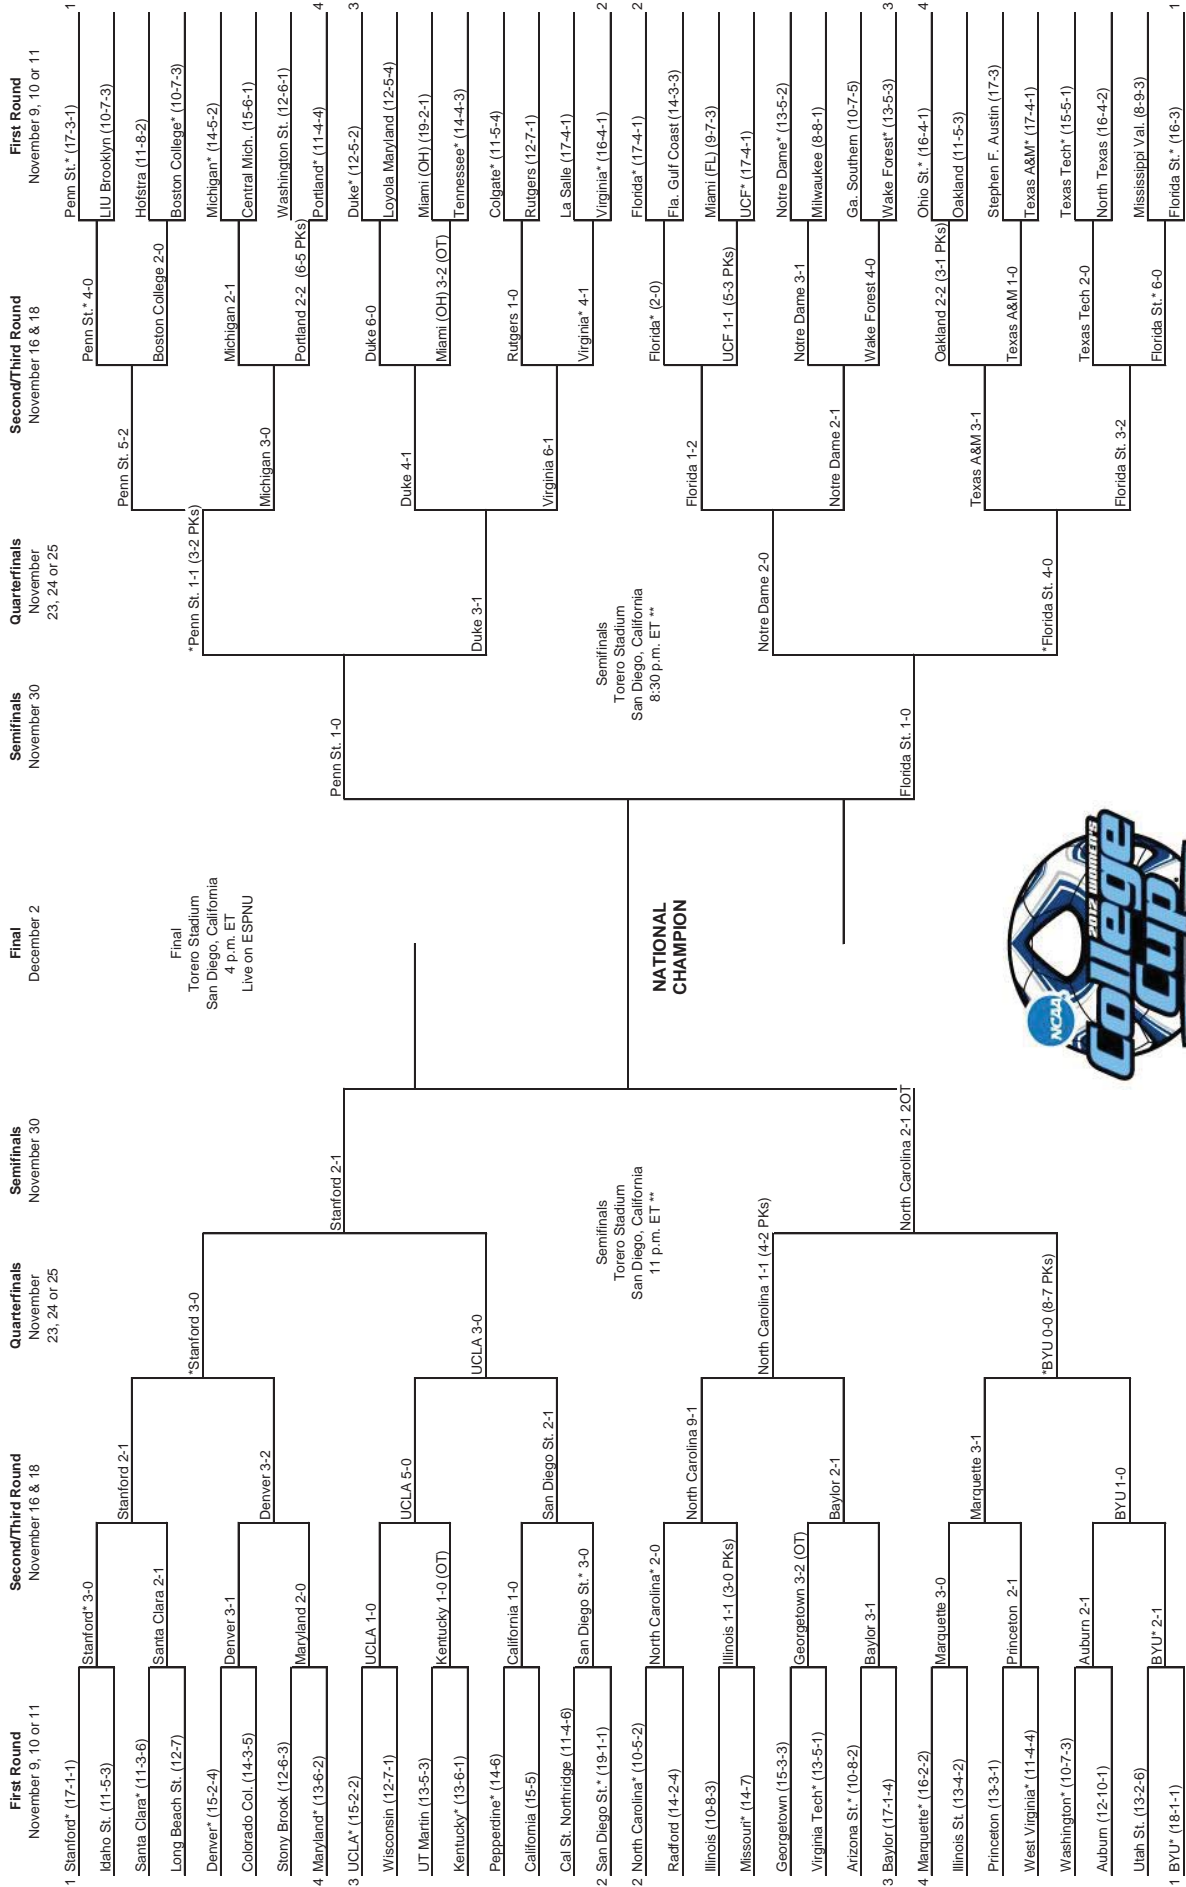 First Round
November 9, 10 or 11
Second/Third Round
November 16 & 18
Quarterfinals
November
23, 24 or 25
Semifinals
November 30
Final
December 2
Semifinals
November 30
Quarterfinals
November
23, 24 or 25
Second/Third Round
November 16 & 18
First Round
November 9, 10 or 11
1 Stanford* (17-1-1)
Idaho St. (11-5-3)
Santa Clara* (11-3-6)
Long Beach St. (12-7)
Denver* (15-2-4)
Colorado Col. (14-3-5)
Stony Brook (12-6-3)
4 Maryland* (13-6-2)
3 UCLA* (15-2-2)
Wisconsin (12-7-1)
UT Martin (13-5-3)
Kentucky* (13-6-1)
Pepperdine* (14-6)
California (15-5)
Cal St. Northridge (11-4-6)
2 San Diego St.* (19-1-1)
2 North Carolina* (10-5-2)
Radford (14-2-4)
Illinois (10-8-3)
Missouri* (14-7)
Georgetown (15-3-3)
Virginia Tech* (13-5-1)
Arizona St.* (10-8-2)
3 Baylor (17-1-4)
4 Marquette* (16-2-2)
Illinois St. (13-4-2)
Princeton (13-3-1)
West Virginia* (11-4-4)
Washington* (10-7-3)
Auburn (12-10-1)
Utah St. (13-2-6)
1 BYU* (18-1-1)
Stanford* 3-0
Santa Clara 2-1
Denver 3-1
Maryland 2-0
UCLA 1-0
Kentucky 1-0 (OT)
California 1-0
San Diego St.* 3-0
North Carolina* 2-0
Illinois 1-1 (3-0 PKs)
Georgetown 3-2 (OT)
Baylor 3-1
Marquette 3-0
Princeton 2-1
Auburn 2-1
BYU* 2-1
Stanford 2-1
Denver 3-2
UCLA 5-0
San Diego St. 2-1
North Carolina 9-1
Baylor 2-1
Marquette 3-1
BYU 1-0
*Stanford 3-0
UCLA 3-0
North Carolina 1-1 (4-2 PKs)
*BYU 0-0 (8-7 PKs)
Stanford 2-1
Semifinals
Torero Stadium
San Diego, California
11 p.m. ET **
North Carolina 2-1 2OT
Final
Torero Stadium
San Diego, California
4 p.m. ET
Live on ESPNU
NATIONAL
CHAMPION
NCAA
2012 WOMEN'S
College
Cup
Penn St. 1-0
Semifinals
Torero Stadium
San Diego, California
8:30 p.m. ET **
Florida St. 1-0
*Penn St. 1-1 (3-2 PKs)
Duke 3-1
Notre Dame 2-0
*Florida St. 4-0
Penn St. 5-2
Michigan 3-0
Duke 4-1
Virginia 6-1
Florida 1-2
Notre Dame 2-1
Texas A&M 3-1
Florida St. 3-2
Penn St.* 4-0
Boston College 2-0
Michigan 2-1
Portland 2-2 (6-5 PKs)
Duke 6-0
Miami (OH) 3-2 (OT)
Rutgers 1-0
Virginia* 4-1
Florida* (2-0)
UCF 1-1 (5-3 PKs)
Notre Dame 3-1
Wake Forest 4-0
Oakland 2-2 (3-1 PKs)
Texas A&M 1-0
Texas Tech 2-0
Florida St.* 6-0
Penn St.* (17-3-1) 1
LIU Brooklyn (10-7-3)
Hofstra (11-8-2)
Boston College* (10-7-3)
Michigan* (14-5-2)
Central Mich. (15-6-1)
Washington St. (12-6-1)
Portland* (11-4-4) 4
Duke* (12-5-2) 3
Loyola Maryland (12-5-4)
Miami (OH) (19-2-1)
Tennessee* (14-4-3)
Colgate* (11-5-4)
Rutgers (12-7-1)
La Salle (17-4-1)
Virginia* (16-4-1) 2
Florida* (17-4-1) 2
Fla. Gulf Coast (14-3-3)
Miami (FL) (9-7-3)
UCF* (17-4-1)
Notre Dame* (13-5-2)
Milwaukee (8-8-1)
Ga. Southern (10-7-5)
Wake Forest* (13-5-3) 3
Ohio St.* (16-4-1) 4
Oakland (11-5-3)
Stephen F. Austin (17-3)
Texas A&M* (17-4-1)
Texas Tech* (15-5-1)
North Texas (16-4-2)
Mississippi Val. (8-9-3)
Florida St.* (16-3) 1